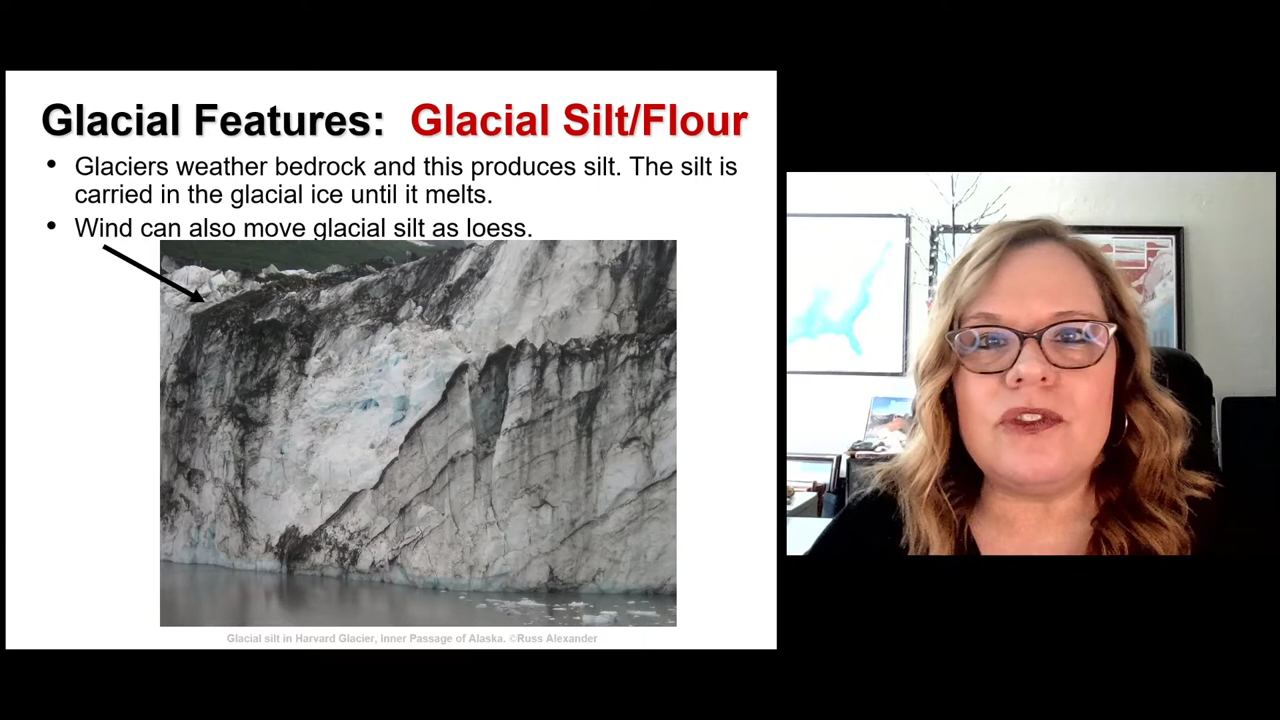 Glacial Features: Glacial Silt/Flour
• Glaciers weather bedrock and this produces silt. The silt is
carried in the glacial ice until it melts.
• Wind can also move glacial silt as loess.
Glacial silt in Harvard Glacier, Inner Passage of Alaska. ©Russ Alexander